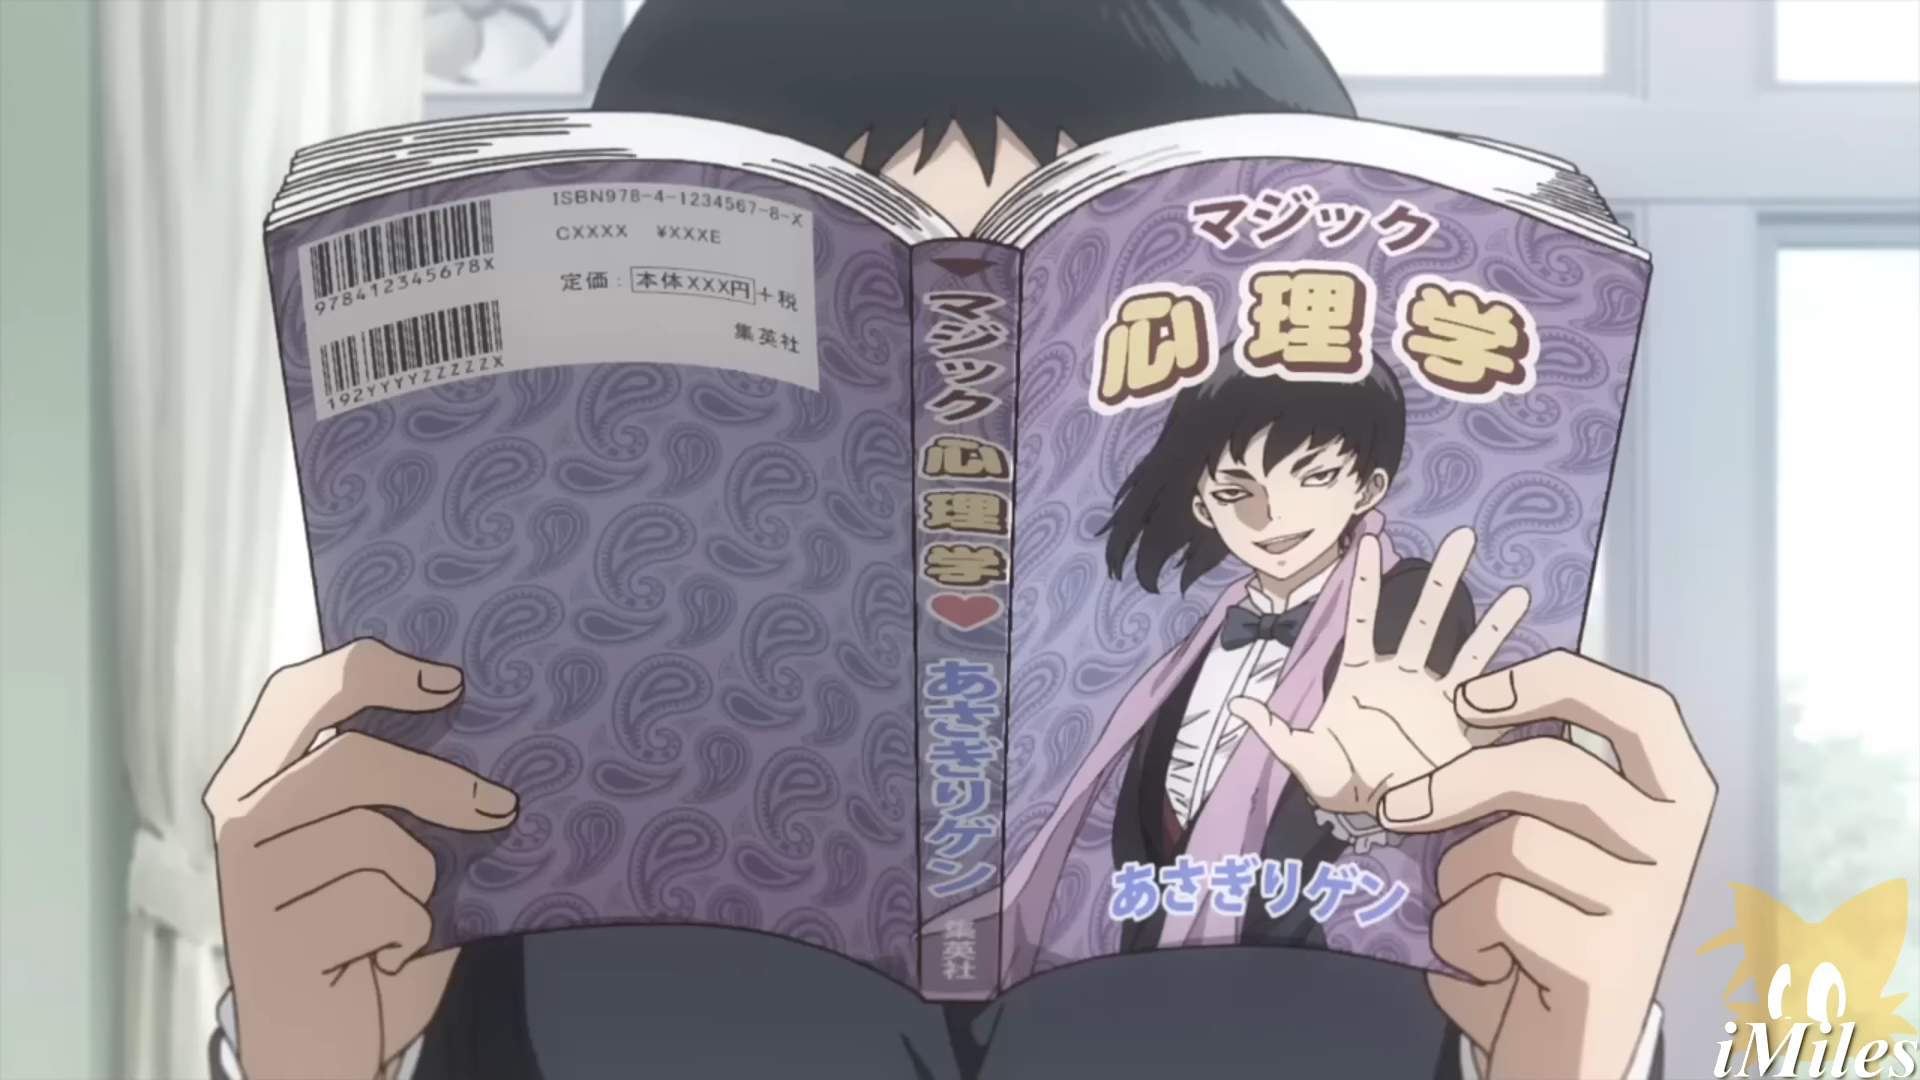 ISBN978-4-1234567-8-X
CXXXX ¥XXXE
978412345678X
定価：本体XXX円＋税
集英社
192YYYYZZZZZX
マジック心理学♥あさぎりゲン
集英社
マジック
心理学
あさぎりゲン
iMiles